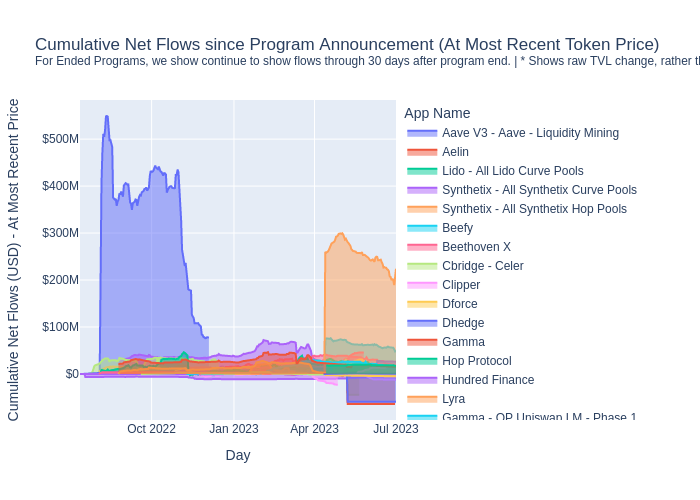 Cumulative Net Flows since Program Announcement (At Most Recent Token Price)
For Ended Programs, we show continue to show flows through 30 days after program end. | * Shows raw TVL change, rather th
App Name
Aave V3 - Aave - Liquidity Mining
Aelin
Lido - All Lido Curve Pools
Synthetix - All Synthetix Curve Pools
Synthetix - All Synthetix Hop Pools
Beefy
Beethoven X
Cbridge - Celer
Clipper
Dforce
Dhedge
Gamma
Hop Protocol
Hundred Finance
Lyra
Gamma - OP Uniswap LM - Phase 1
Cumulative Net Flows (USD) - At Most Recent Price
$500M
$400M
$300M
$200M
$100M
$0
Oct 2022
Jan 2023
Apr 2023
Jul 2023
Day